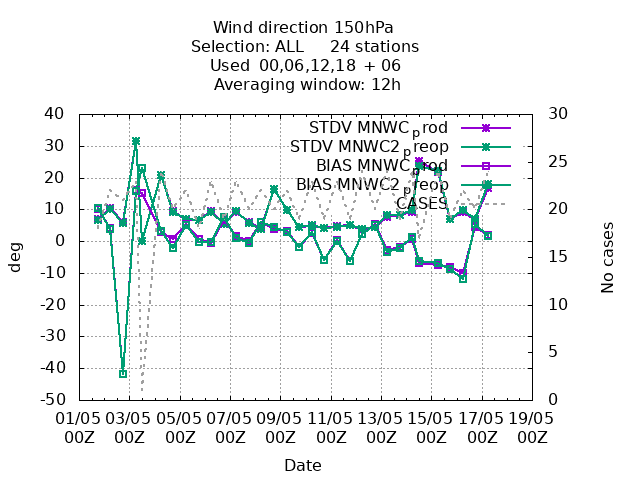 Wind direction 150hPa
Selection: ALL 24 stations
Used 00,06,12,18 + 06
Averaging window: 12h
40
30
20
10
0
-10
-20
-30
-40
-50
deg
30
25
20
15
10
5
0
No cases
STDV MNWC_prod
STDV MNWC2_preop
BIAS MNWC_prod
BIAS MNWC2_preop
CASES
01/05 03/05 05/05 07/05 09/05 11/05 13/05 15/05 17/05 19/05
00Z 00Z 00Z 00Z 00Z 00Z 00Z 00Z 00Z 00Z
Date